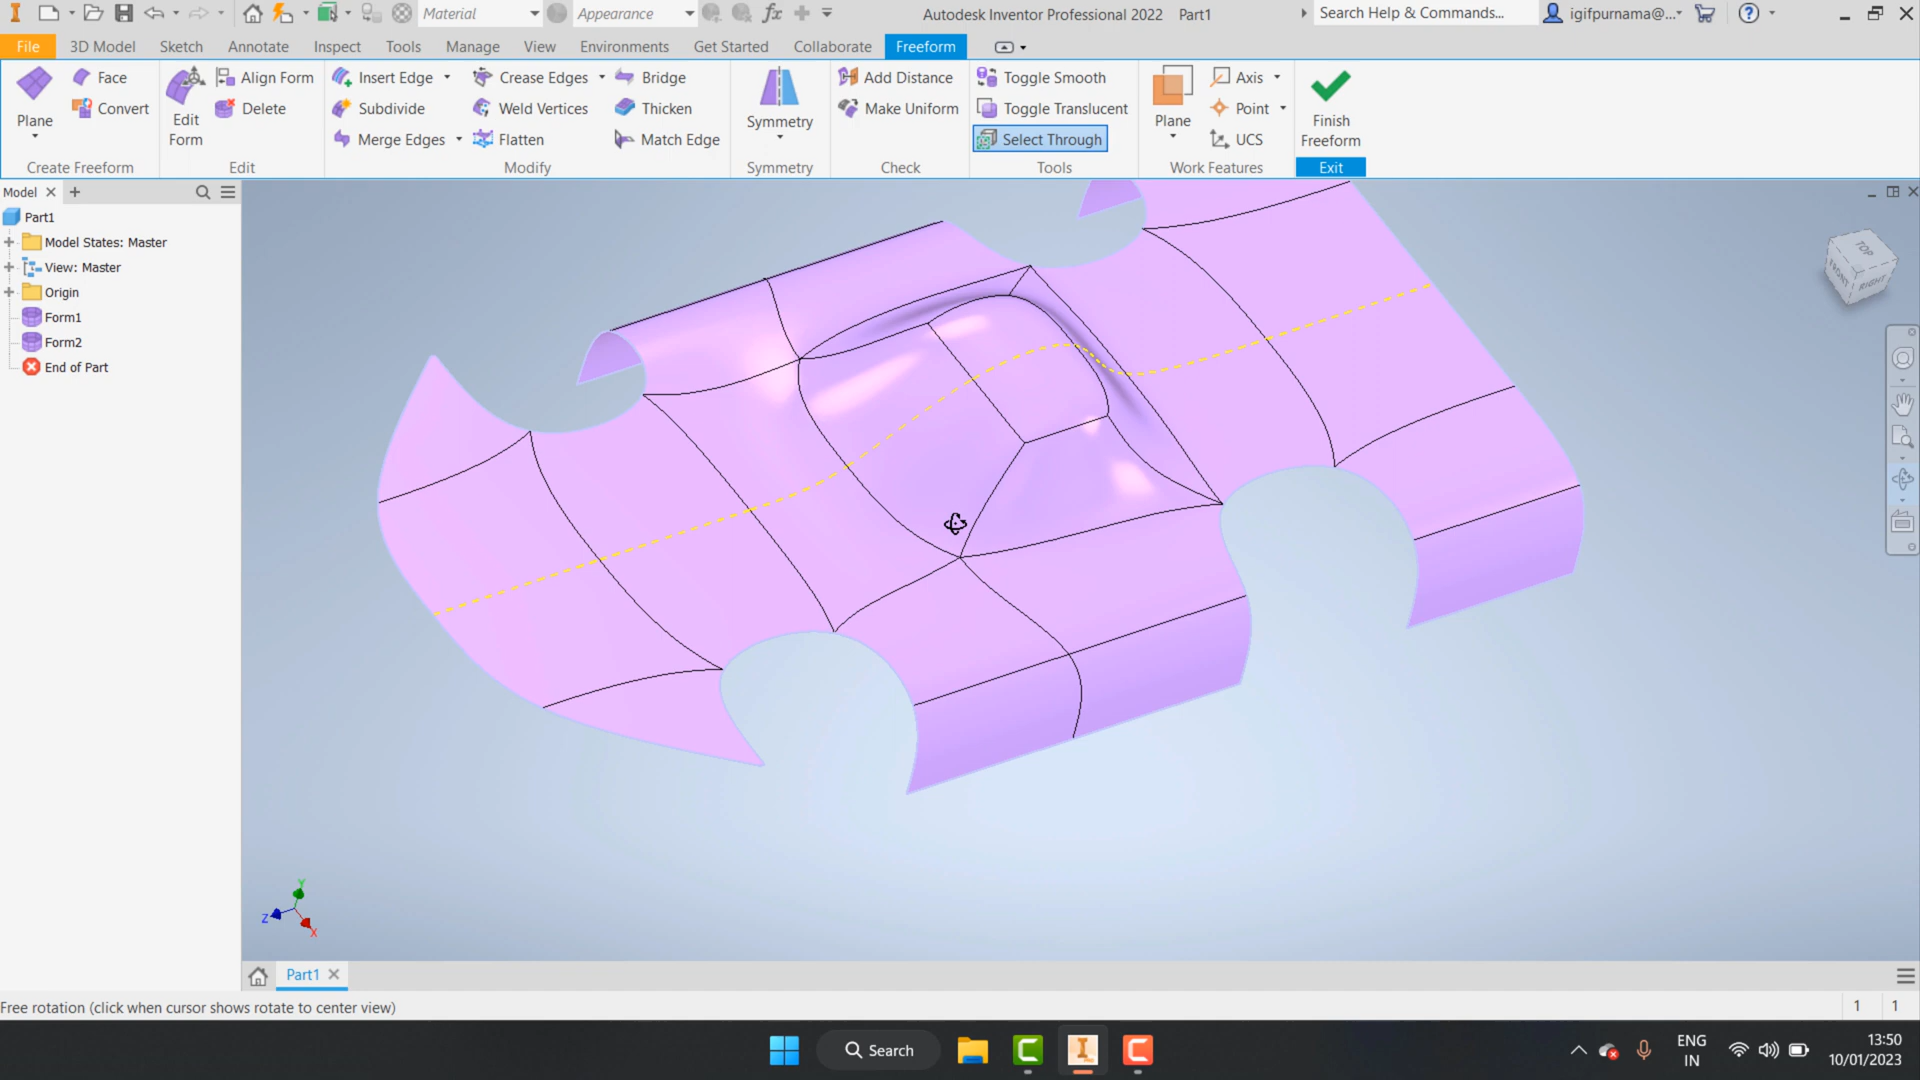 Material
Appearance
fx
Autodesk Inventor Professional 2022 Part1
Search Help & Commands...
igifpurnama@...
File
3D Model
Sketch
Annotate
Inspect
Tools
Manage
View
Environments
Get Started
Collaborate
Freeform
Plane
Face
Convert
Create Freeform
Edit Form
Align Form
Delete
Edit
Insert Edge
Subdivide
Merge Edges
Crease Edges
Weld Vertices
Flatten
Bridge
Thicken
Match Edge
Modify
Symmetry
Symmetry
Add Distance
Make Uniform
Check
Toggle Smooth
Toggle Translucent
Select Through
Tools
Plane
Axis
Point
UCS
Work Features
Finish Freeform
Exit
Model
Part1
Model States: Master
View: Master
Origin
Form1
Form2
End of Part
TOP
FRONT
RIGHT
Y
Z
X
Part1
Free rotation (click when cursor shows rotate to center view)
1
1
Search
ENG
IN
13:50
10/01/2023